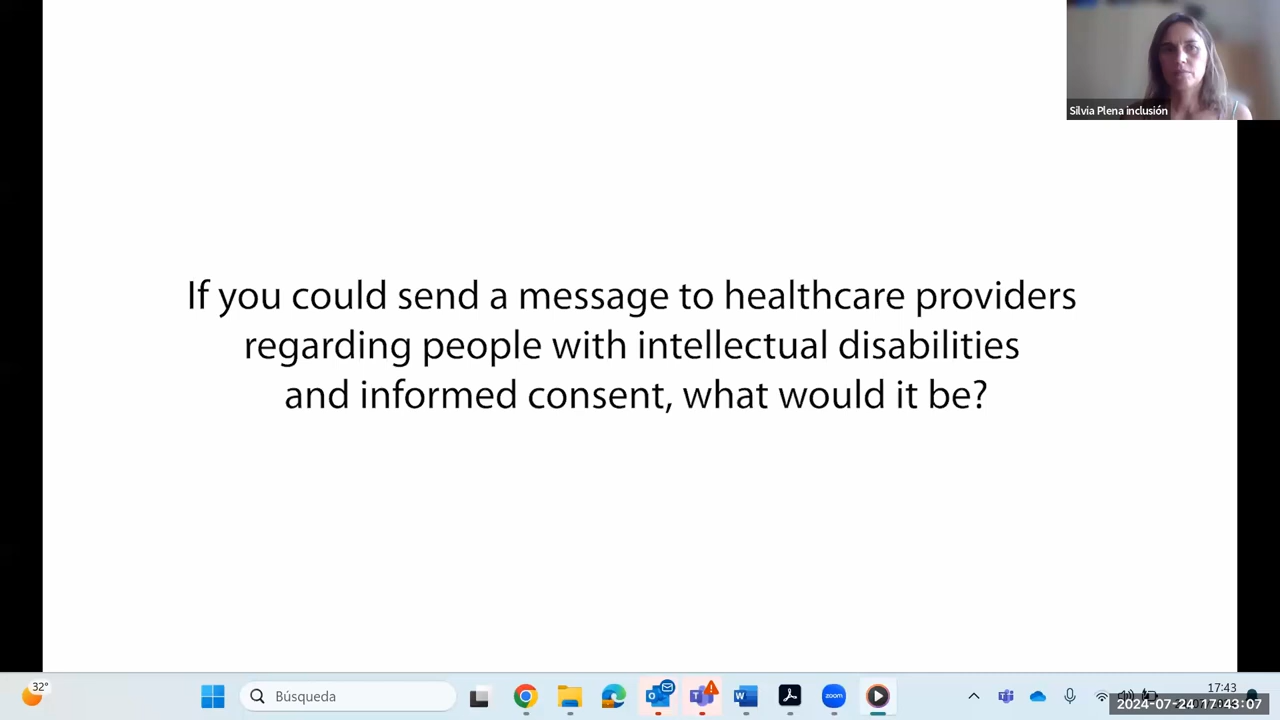 Silvia Plena inclusión
If you could send a message to healthcare providers
regarding people with intellectual disabilities
and informed consent, what would it be?
32°
Búsqueda
zoom
17:43
2024-07-24 17:43:07